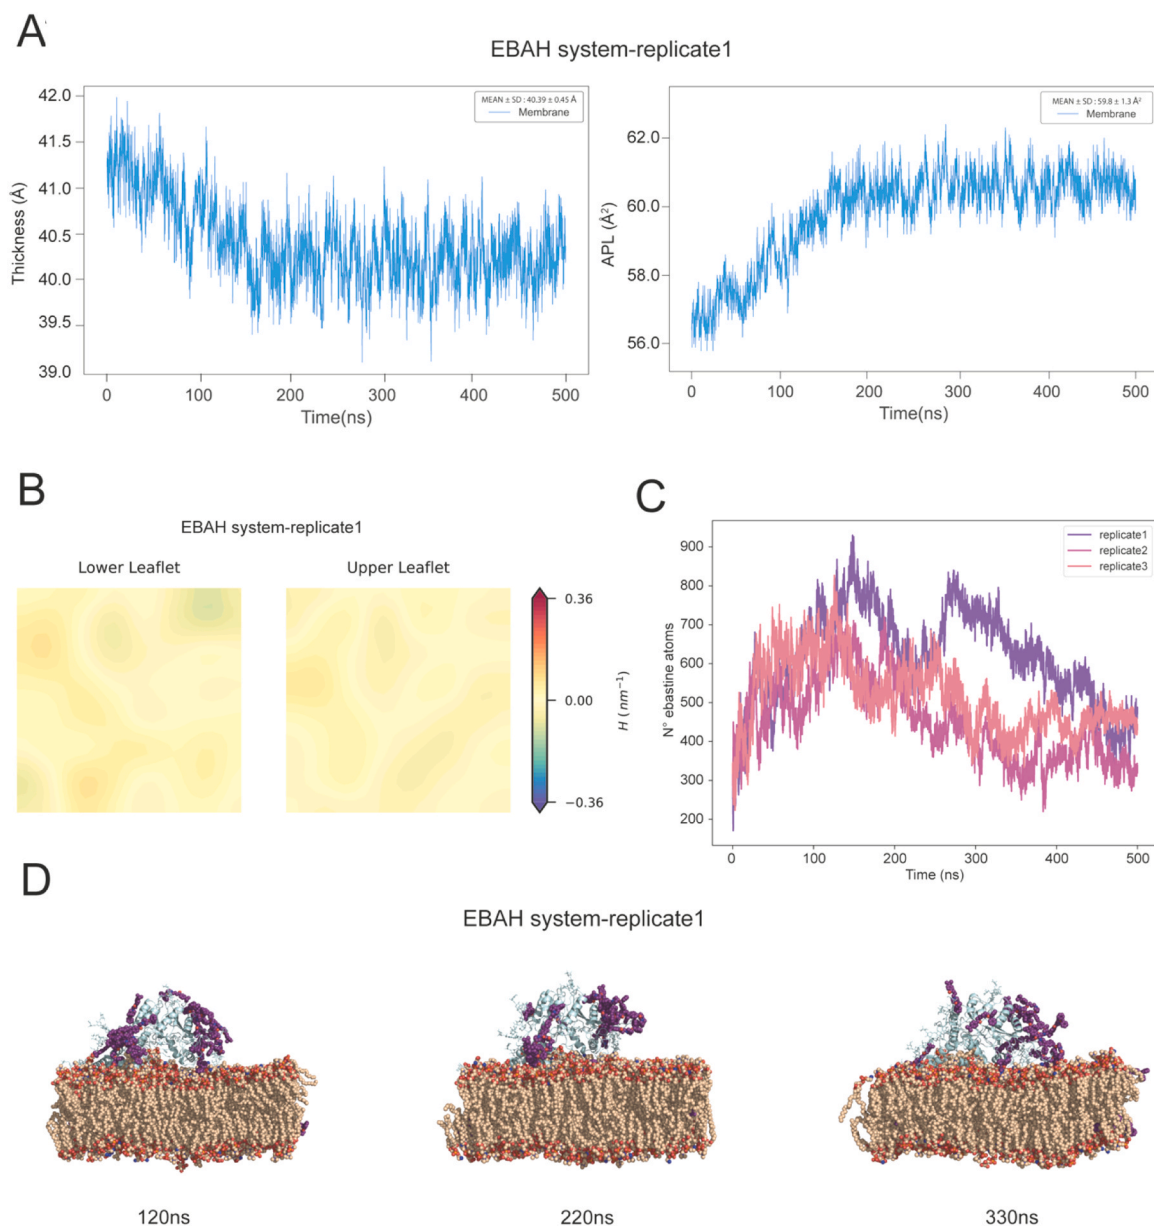 A
EBAH system-replicate1
MEAN ± SD : 40.39 ± 0.45 Å
Membrane
42.0
41.5
41.0
40.5
40.0
39.5
39.0
Thickness (Å)
0 100 200 300 400 500
Time(ns)
MEAN ± SD : 59.8 ± 1.3 Å²
Membrane
62.0
60.0
58.0
56.0
APL (Å²)
0 100 200 300 400 500
Time(ns)
B
EBAH system-replicate1
Lower Leaflet
Upper Leaflet
0.36
0.00
−0.36
H (nm⁻¹)
C
replicate1
replicate2
replicate3
900
800
700
600
500
400
300
200
N° ebastine atoms
0 100 200 300 400 500
Time (ns)
D
EBAH system-replicate1
120ns
220ns
330ns